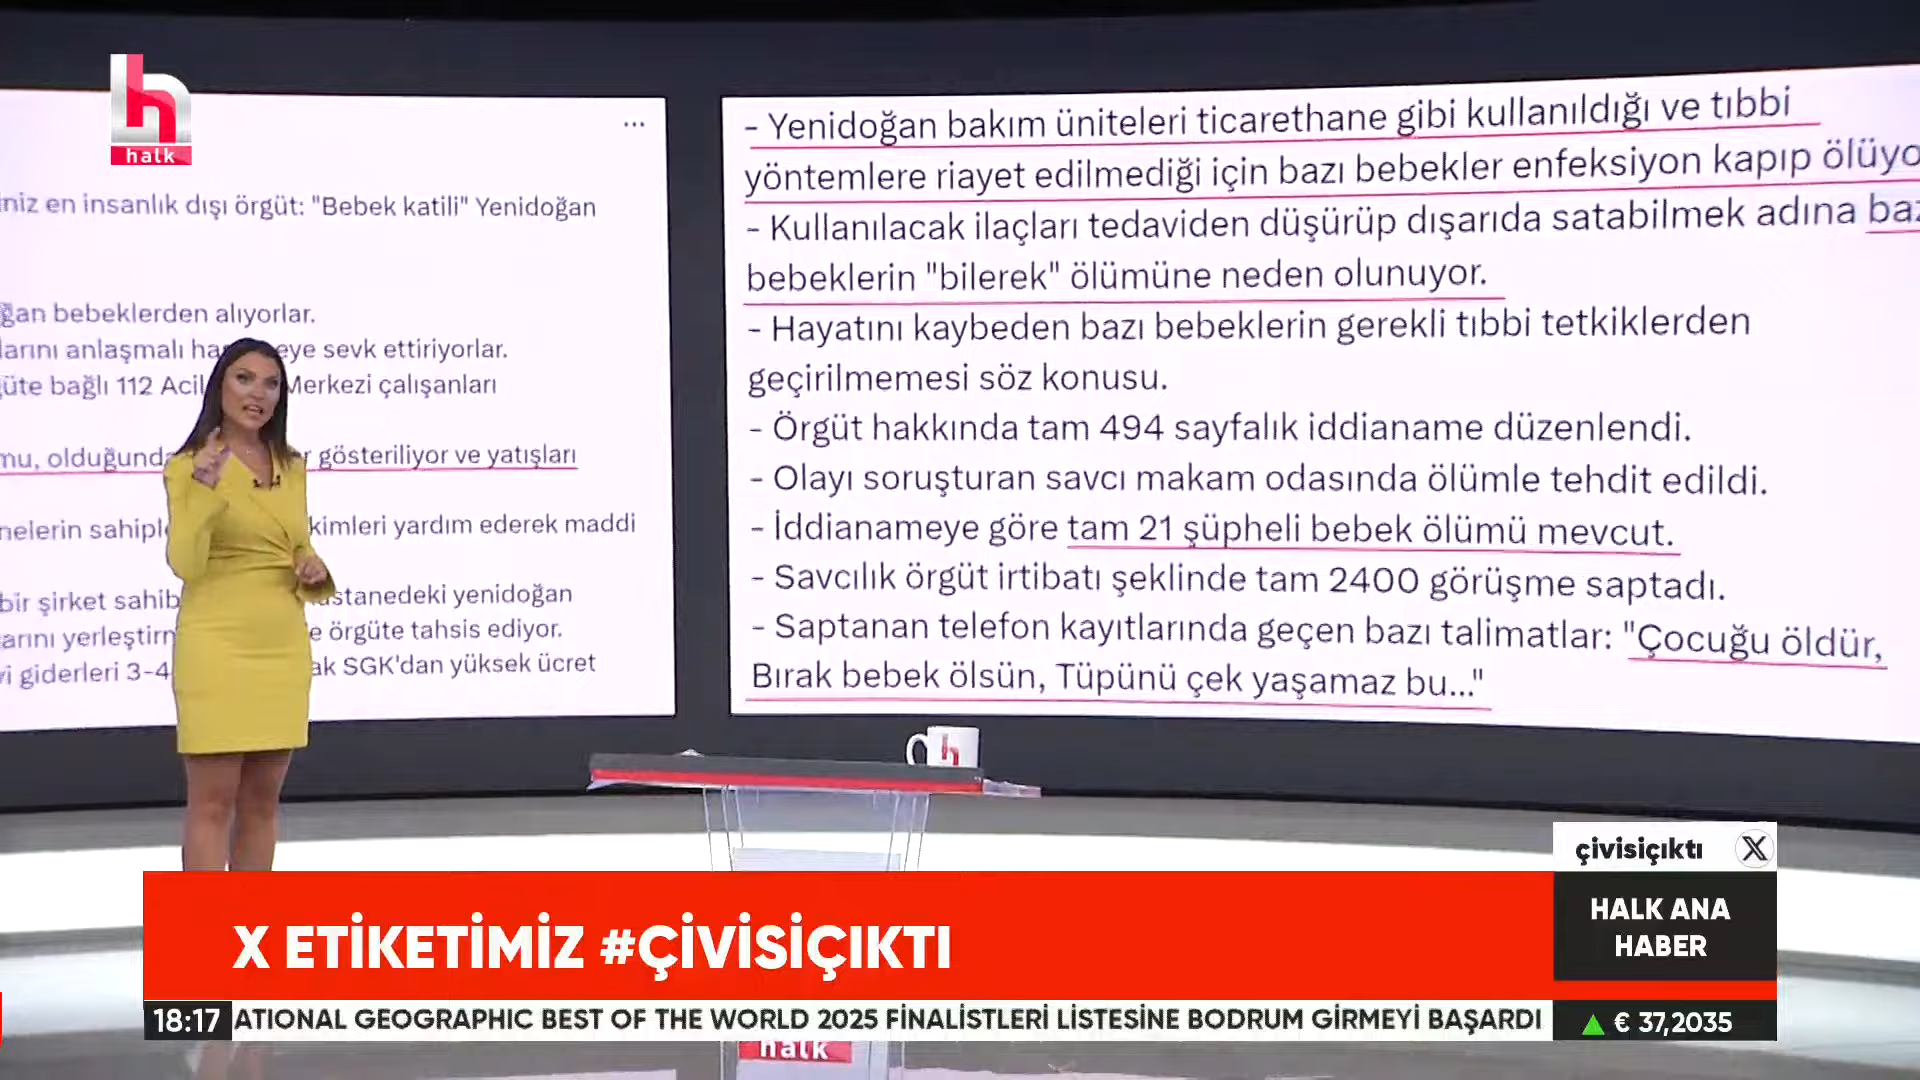 halk
...
niz en insanlık dışı örgüt: "Bebek katili" Yenidoğan
ğan bebeklerden alıyorlar.
larını anlaşmalı ha eye sevk ettiriyorlar.
üte bağlı 112 Acil Merkezi çalışanları
mu, olduğunda r gösteriliyor ve yatışları
nelerin sahiple kimleri yardım ederek maddi
bir şirket sahib astanedeki yenidoğan
arını yerleştirm e örgüte tahsis ediyor.
vi giderleri 3-4 ak SGK'dan yüksek ücret
- Yenidoğan bakım üniteleri ticarethane gibi kullanıldığı ve tıbbi
yöntemlere riayet edilmediği için bazı bebekler enfeksiyon kapıp ölüyo
- Kullanılacak ilaçları tedaviden düşürüp dışarıda satabilmek adına baz
bebeklerin "bilerek" ölümüne neden olunuyor.
- Hayatını kaybeden bazı bebeklerin gerekli tıbbi tetkiklerden
geçirilmemesi söz konusu.
- Örgüt hakkında tam 494 sayfalık iddianame düzenlendi.
- Olayı soruşturan savcı makam odasında ölümle tehdit edildi.
- İddianameye göre tam 21 şüpheli bebek ölümü mevcut.
- Savcılık örgüt irtibatı şeklinde tam 2400 görüşme saptadı.
- Saptanan telefon kayıtlarında geçen bazı talimatlar: "Çocuğu öldür,
Bırak bebek ölsün, Tüpünü çek yaşamaz bu..."
çivisiçıktı X
HALK ANA
HABER
X ETİKETİMİZ #ÇİVİSİÇIKTI
18:17 ATIONAL GEOGRAPHIC BEST OF THE WORLD 2025 FİNALİSTLERİ LİSTESİNE BODRUM GİRMEYİ BAŞARDI
€ 37,2035
halk